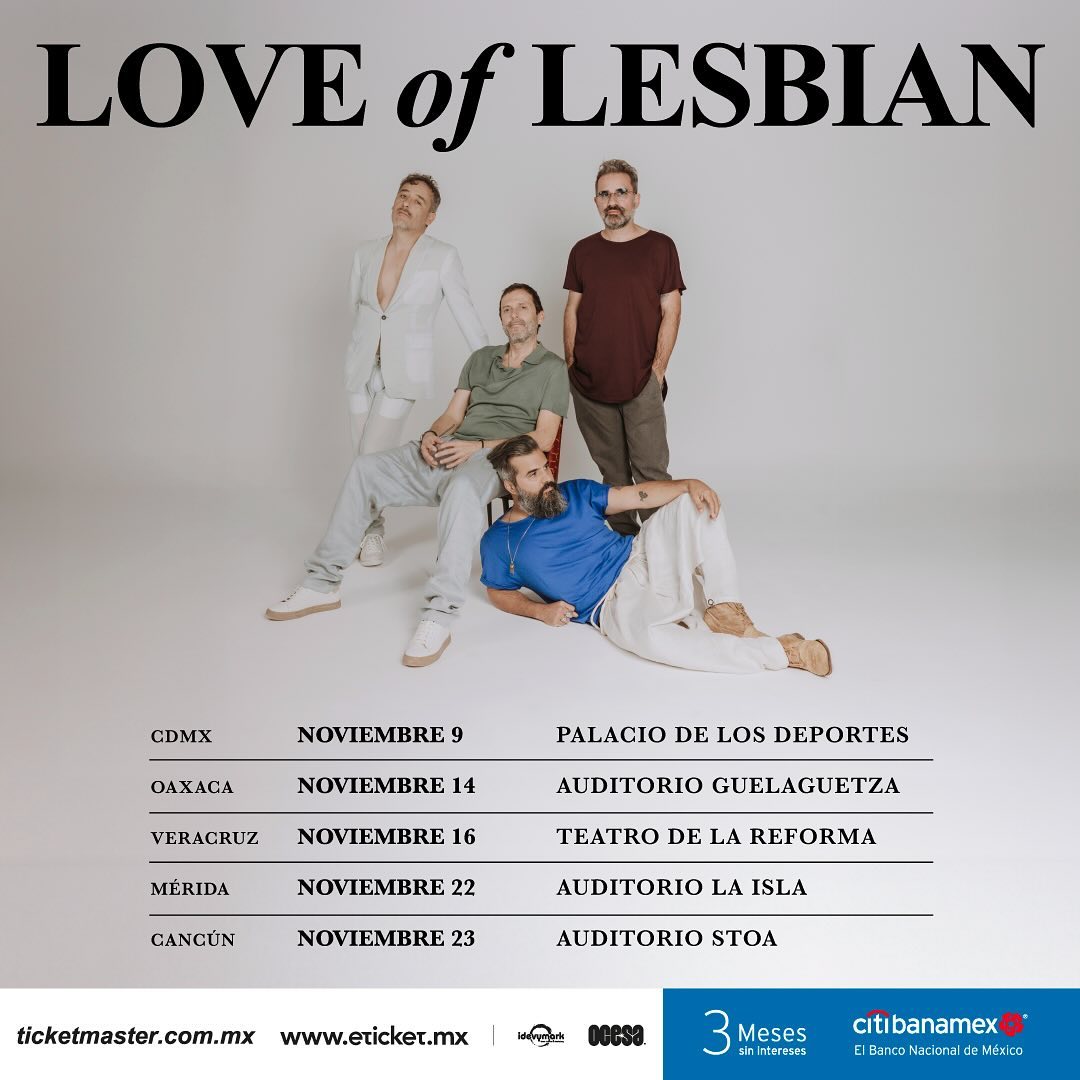 LOVE of LESBIAN
CDMX NOVIEMBRE 9 PALACIO DE LOS DEPORTES
OAXACA NOVIEMBRE 14 AUDITORIO GUELAGUETZA
VERACRUZ NOVIEMBRE 16 TEATRO DE LA REFORMA
MÉRIDA NOVIEMBRE 22 AUDITORIO LA ISLA
CANCÚN NOVIEMBRE 23 AUDITORIO STOA
ticketmaster.com.mx www.eticket.mx idevymark ocesa
3 Meses sin intereses
citibanamex®
El Banco Nacional de México